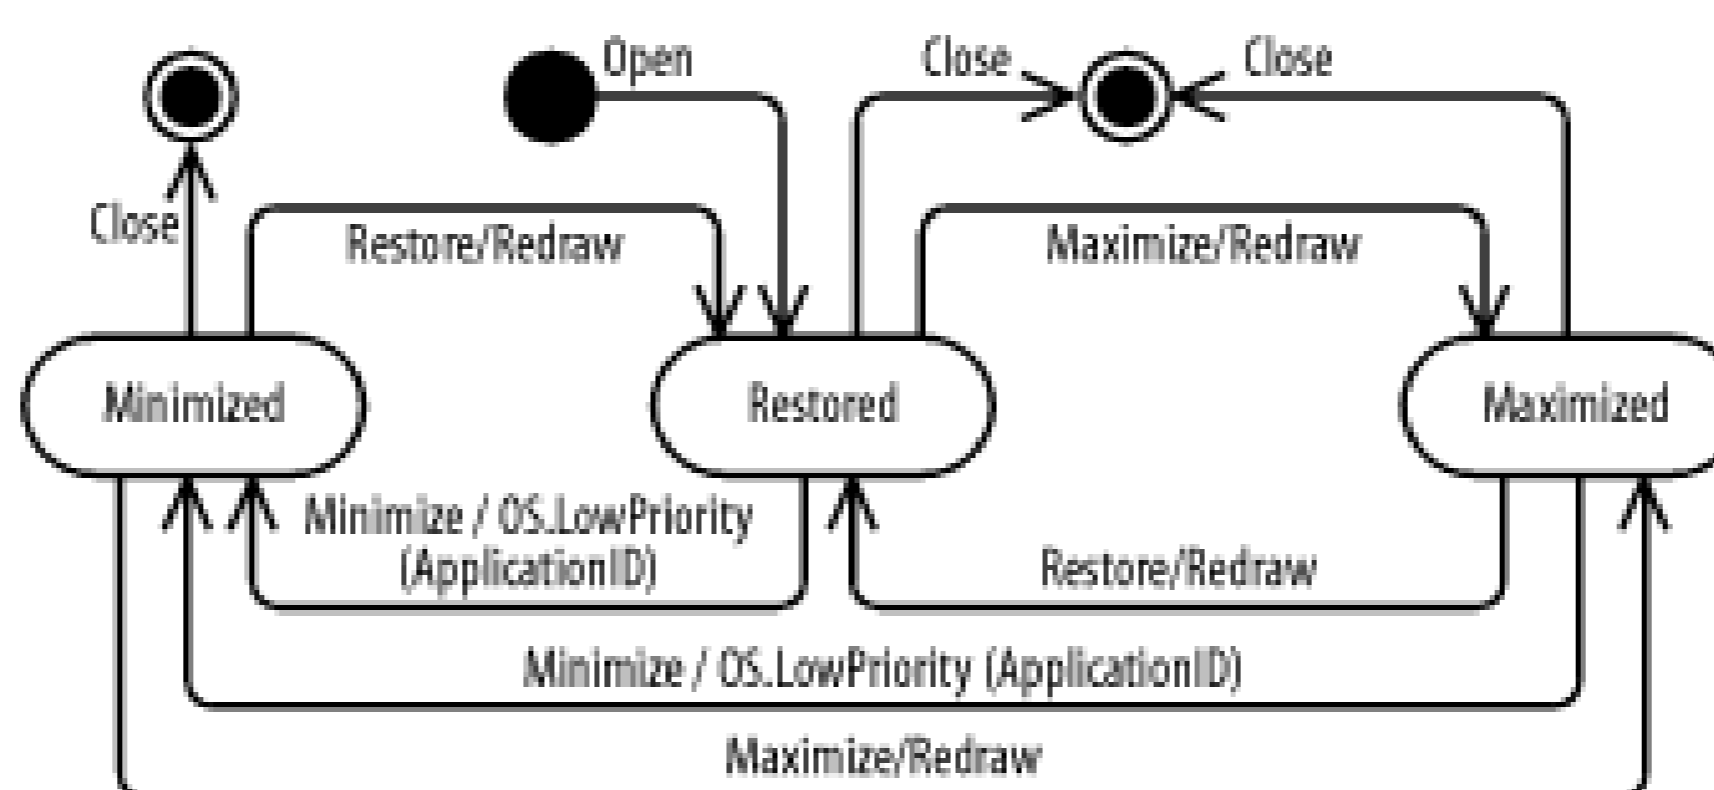 Open
Close
Close
Close
Restore/Redraw
Maximize/Redraw
Minimized
Restored
Maximized
Minimize / OS.LowPriority
(ApplicationID)
Restore/Redraw
Minimize / OS.LowPriority (ApplicationID)
Maximize/Redraw